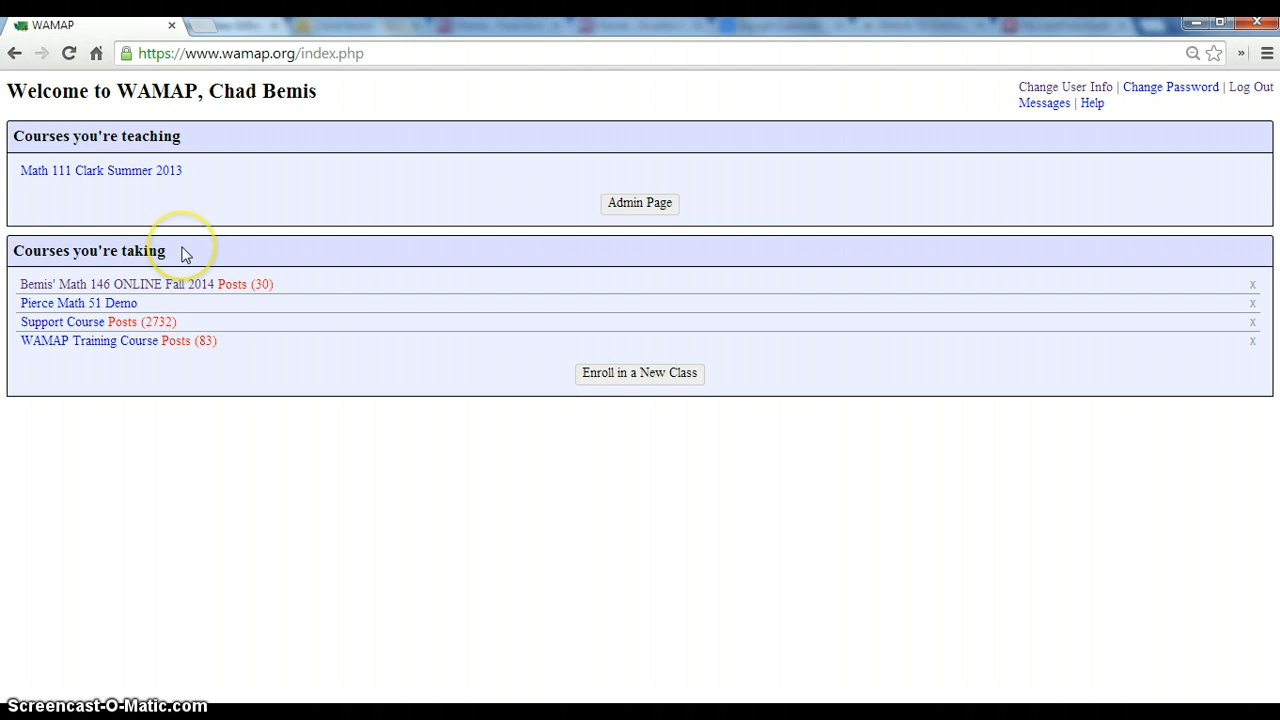 WAMAP
https://www.wamap.org/index.php
Welcome to WAMAP, Chad Bemis
Change User Info | Change Password | Log Out
Messages | Help
Courses you're teaching
Math 111 Clark Summer 2013
Admin Page
Courses you're taking
Bemis' Math 146 ONLINE Fall 2014 Posts (30) x
Pierce Math 51 Demo x
Support Course Posts (2732) x
WAMAP Training Course Posts (83) x
Enroll in a New Class
Screencast-O-Matic.com